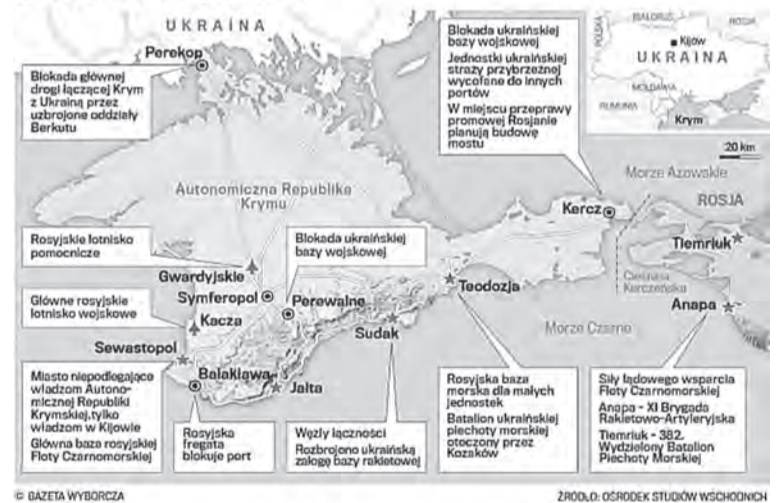 UKRAINA
Perekop
Blokada głównej
drogi łączącej Krym
z Ukrainą przez
uzbrojone oddziały
Berkutu
Blokada ukraińskiej
bazy wojskowej
Jednostki ukraińskiej
straży przybrzeżnej
wycofane do innych
portów
W miejscu przeprawy
promowej Rosjanie
planują budowę
mostu
POLSKA
BIAŁORUŚ
ROSJA
Kijów
UKRAINA
MOŁDAWIA
RUMUNIA
Krym
20 km
Morze Azowskie
Autonomiczna Republika
Krymu
ROSJA
Kercz
Tiemriuk
Rosyjskie lotnisko
pomocnicze
Blokada ukraińskiej
bazy wojskowej
Gwardyjskie
Symferopol
Perewalne
Teodozja
Cieśnina
Kerczeńska
Anapa
Główne rosyjskie
lotnisko wojskowe
Kacza
Sudak
Morze Czarne
Sewastopol
Bałakława
Jałta
Miasto niepodlegające
władzom Autono-
micznej Republiki
Krymskiej, tylko
władzom w Kijowie
Główna baza rosyjskiej
Floty Czarnomorskiej
Rosyjska
fregata
blokuje port
Węzły łączności
Rozbrojono ukraińską
załogę bazy rakietowej
Rosyjska baza
morska dla małych
jednostek
Batalion ukraińskiej
piechoty morskiej
otoczony przez
Kozaków
Siły lądowego wsparcia
Floty Czarnomorskiej
Anapa - XI Brygada
Rakietowo-Artyleryjska
Tiemriuk - 382.
Wydzielony Batalion
Piechoty Morskiej
© GAZETA WYBORCZA
ŹRÓDŁO: OŚRODEK STUDIÓW WSCHODNICH